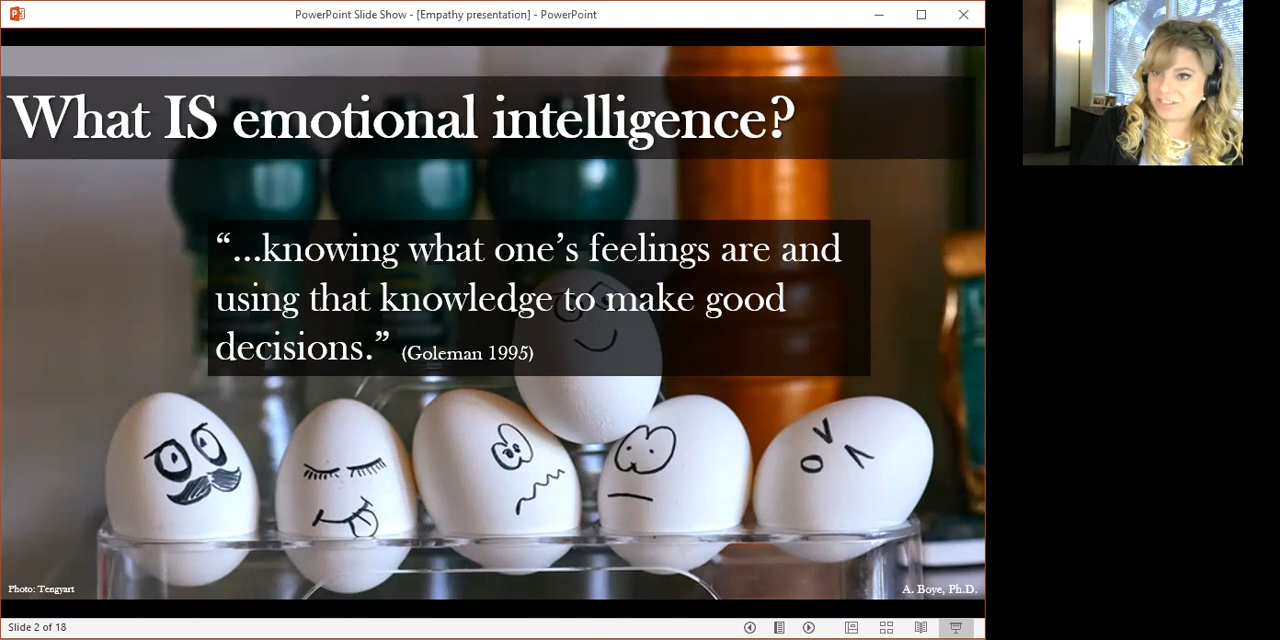 PowerPoint Slide Show - [Empathy presentation] - PowerPoint
What IS emotional intelligence?
“...knowing what one’s feelings are and
using that knowledge to make good
decisions.” (Goleman 1995)
Photo: Tengyart
A. Boye, Ph.D.
Slide 2 of 18